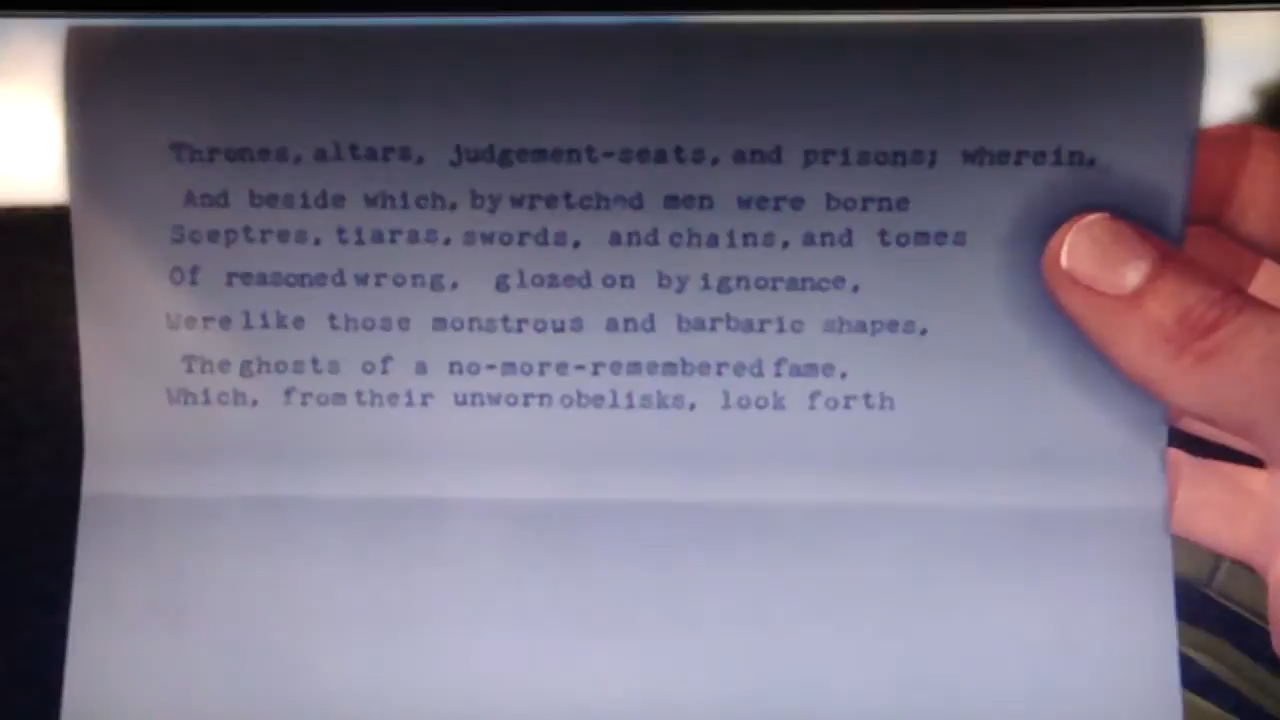 Thrones, altars, judgement-seats, and prisons; wherein,
And beside which, by wretched men were borne
Sceptres, tiaras, swords, and chains, and tomes
Of reasoned wrong, glozed on by ignorance,
Were like those monstrous and barbaric shapes,
The ghosts of a no-more-remembered fame,
Which, from their unworn obelisks, look forth